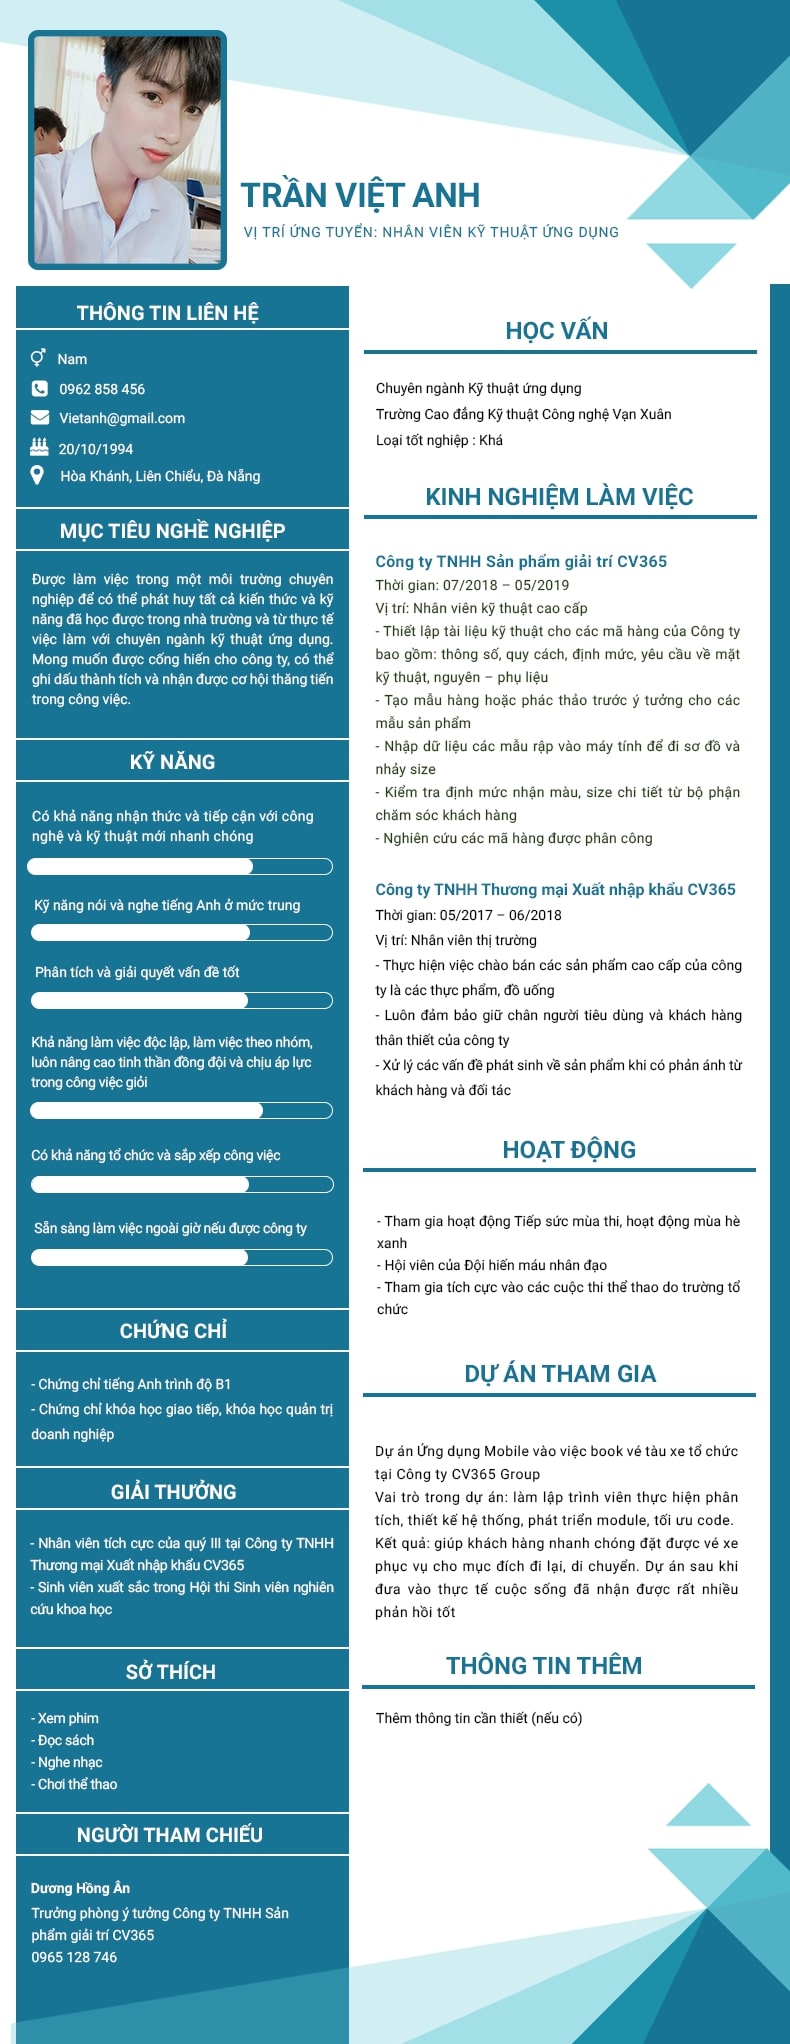 TRẦN VIỆT ANH
VỊ TRÍ ỨNG TUYỂN: NHÂN VIÊN KỸ THUẬT ỨNG DỤNG
THÔNG TIN LIÊN HỆ
Nam
0962 858 456
Vietanh@gmail.com
20/10/1994
Hòa Khánh, Liên Chiểu, Đà Nẵng
MỤC TIÊU NGHỀ NGHIỆP
Được làm việc trong một môi trường chuyên
nghiệp để có thể phát huy tất cả kiến thức và kỹ
năng đã học được trong nhà trường và từ thực tế
việc làm với chuyên ngành kỹ thuật ứng dụng.
Mong muốn được cống hiến cho công ty, có thể
ghi dấu thành tích và nhận được cơ hội thăng tiến
trong công việc.
KỸ NĂNG
Có khả năng nhận thức và tiếp cận với công
nghệ và kỹ thuật mới nhanh chóng
Kỹ năng nói và nghe tiếng Anh ở mức trung
Phân tích và giải quyết vấn đề tốt
Khả năng làm việc độc lập, làm việc theo nhóm,
luôn nâng cao tinh thần đồng đội và chịu áp lực
trong công việc giỏi
Có khả năng tổ chức và sắp xếp công việc
Sẵn sàng làm việc ngoài giờ nếu được công ty
CHỨNG CHỈ
- Chứng chỉ tiếng Anh trình độ B1
- Chứng chỉ khóa học giao tiếp, khóa học quản trị
doanh nghiệp
GIẢI THƯỞNG
- Nhân viên tích cực của quý III tại Công ty TNHH
Thương mại Xuất nhập khẩu CV365
- Sinh viên xuất sắc trong Hội thi Sinh viên nghiên
cứu khoa học
SỞ THÍCH
- Xem phim
- Đọc sách
- Nghe nhạc
- Chơi thể thao
NGƯỜI THAM CHIẾU
Dương Hồng Ân
Trưởng phòng ý tưởng Công ty TNHH Sản
phẩm giải trí CV365
0965 128 746
HỌC VẤN
Chuyên ngành Kỹ thuật ứng dụng
Trường Cao đẳng Kỹ thuật Công nghệ Vạn Xuân
Loại tốt nghiệp : Khá
KINH NGHIỆM LÀM VIỆC
Công ty TNHH Sản phẩm giải trí CV365
Thời gian: 07/2018 – 05/2019
Vị trí: Nhân viên kỹ thuật cao cấp
- Thiết lập tài liệu kỹ thuật cho các mã hàng của Công ty
bao gồm: thông số, quy cách, định mức, yêu cầu về mặt
kỹ thuật, nguyên – phụ liệu
- Tạo mẫu hàng hoặc phác thảo trước ý tưởng cho các
mẫu sản phẩm
- Nhập dữ liệu các mẫu rập vào máy tính để đi sơ đồ và
nhảy size
- Kiểm tra định mức nhận màu, size chi tiết từ bộ phận
chăm sóc khách hàng
- Nghiên cứu các mã hàng được phân công
Công ty TNHH Thương mại Xuất nhập khẩu CV365
Thời gian: 05/2017 – 06/2018
Vị trí: Nhân viên thị trường
- Thực hiện việc chào bán các sản phẩm cao cấp của công
ty là các thực phẩm, đồ uống
- Luôn đảm bảo giữ chân người tiêu dùng và khách hàng
thân thiết của công ty
- Xử lý các vấn đề phát sinh về sản phẩm khi có phản ánh từ
khách hàng và đối tác
HOẠT ĐỘNG
- Tham gia hoạt động Tiếp sức mùa thi, hoạt động mùa hè
xanh
- Hội viên của Đội hiến máu nhân đạo
- Tham gia tích cực vào các cuộc thi thể thao do trường tổ
chức
DỰ ÁN THAM GIA
Dự án Ứng dụng Mobile vào việc book vé tàu xe tổ chức
tại Công ty CV365 Group
Vai trò trong dự án: làm lập trình viên thực hiện phân
tích, thiết kế hệ thống, phát triển module, tối ưu code.
Kết quả: giúp khách hàng nhanh chóng đặt được vé xe
phục vụ cho mục đích đi lại, di chuyển. Dự án sau khi
đưa vào thực tế cuộc sống đã nhận được rất nhiều
phản hồi tốt
THÔNG TIN THÊM
Thêm thông tin cần thiết (nếu có)